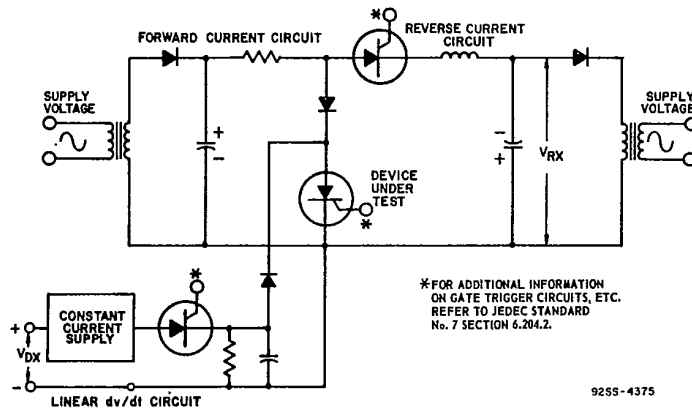 *
FORWARD CURRENT CIRCUIT
REVERSE CURRENT
CIRCUIT
SUPPLY
VOLTAGE
SUPPLY
VOLTAGE
+
-
-
+
VRX
DEVICE
UNDER
TEST
*
*
CONSTANT
CURRENT
SUPPLY
+
VDX
-
LINEAR dv/dt CIRCUIT
*FOR ADDITIONAL INFORMATION
ON GATE TRIGGER CIRCUITS, ETC.
REFER TO JEDEC STANDARD
No. 7 SECTION 6.204.2.
92SS-4375